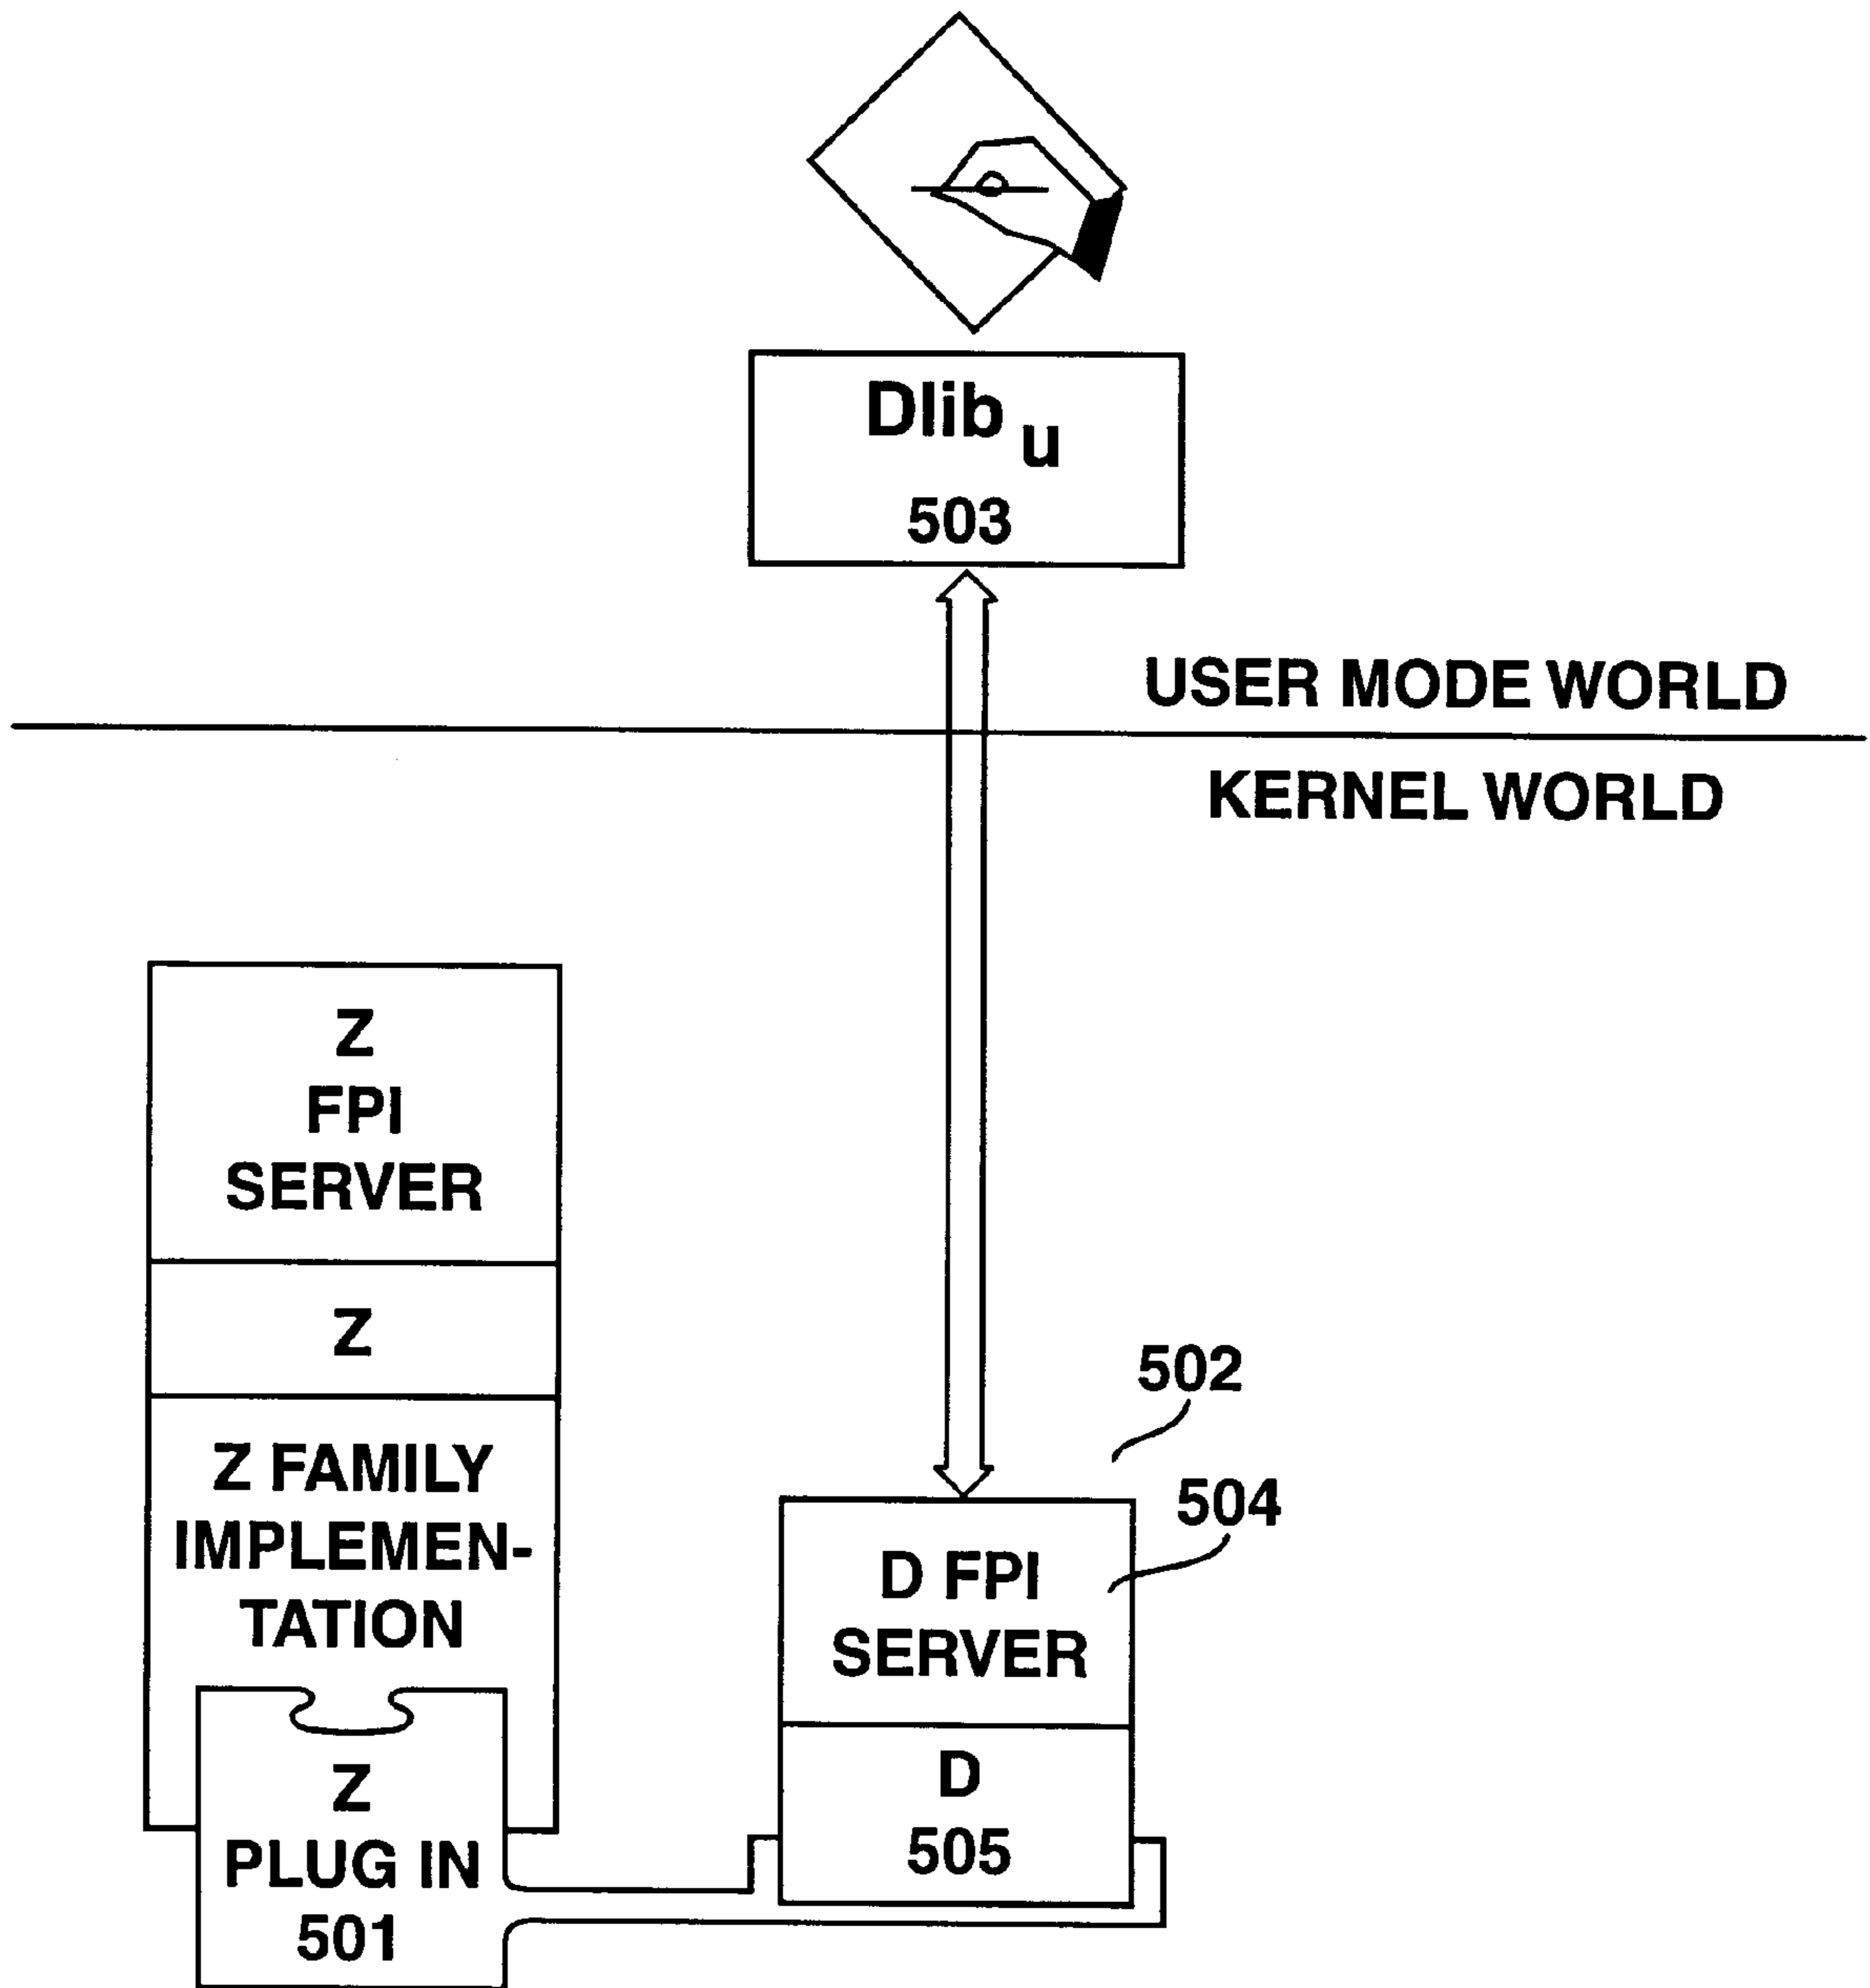 Dlib u
503
USER MODE WORLD
KERNEL WORLD
Z
FPI
SERVER
Z
Z FAMILY
IMPLEMEN-
TATION
Z
PLUG IN
501
502
504
D FPI
SERVER
D
505